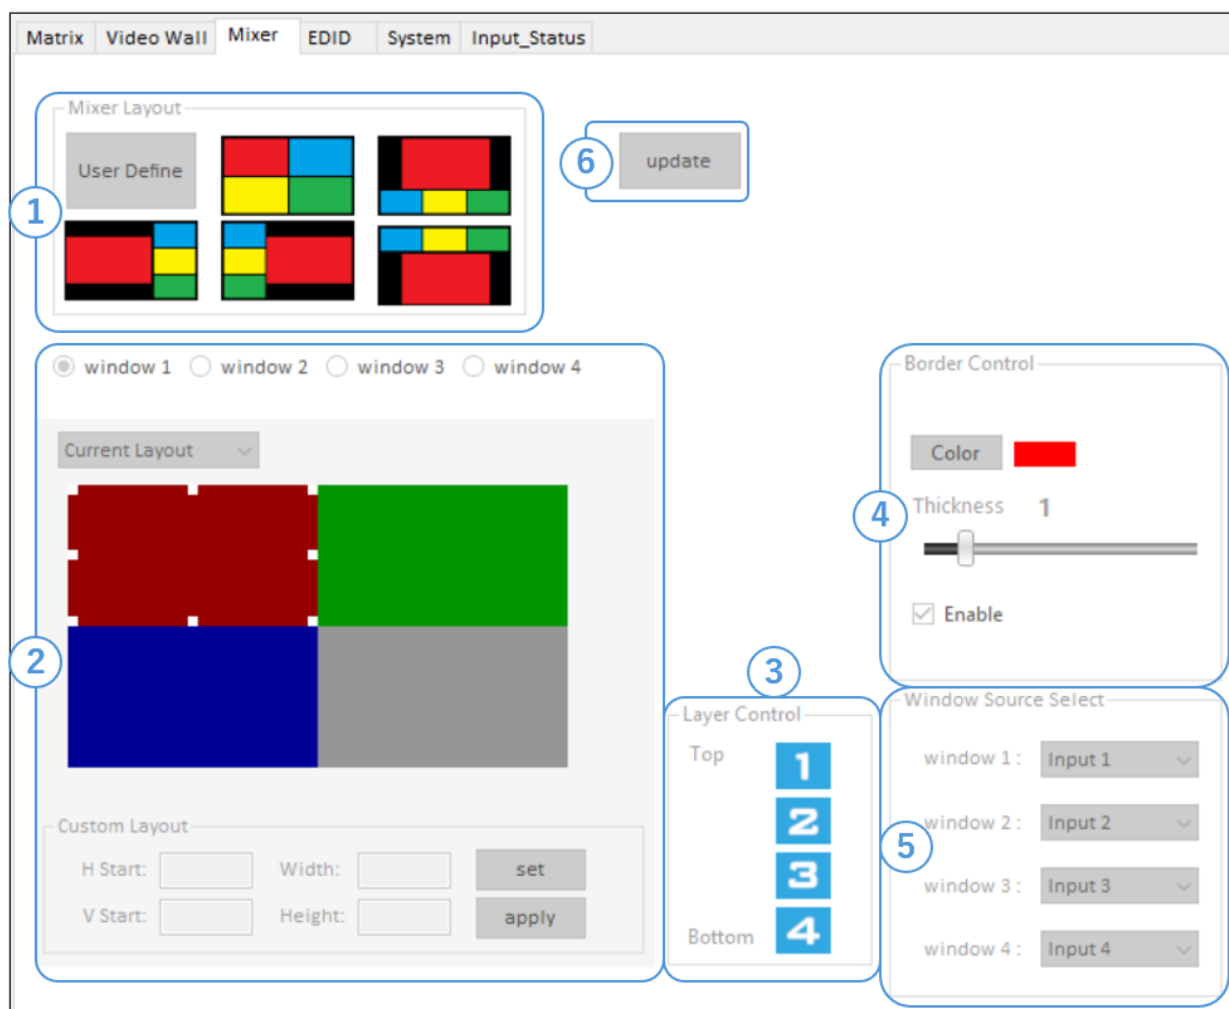 Matrix Video Wall Mixer EDID System Input_Status
Mixer Layout
User Define
1
6
update
window 1 window 2 window 3 window 4
Current Layout
2
Custom Layout
H Start: Width: set
V Start: Height: apply
3
Layer Control
Top
1
2
3
4
Bottom
Border Control
Color
4
Thickness 1
Enable
Window Source Select
5
window 1 : Input 1
window 2 : Input 2
window 3 : Input 3
window 4 : Input 4